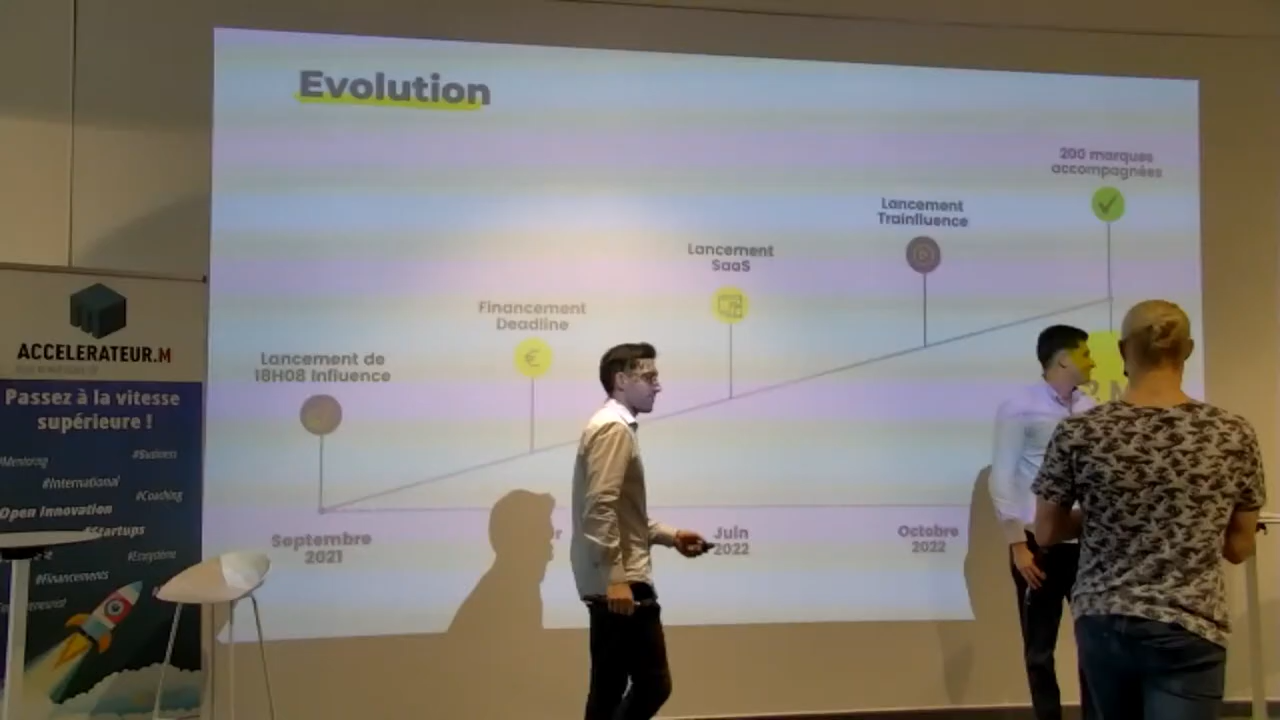 Evolution
200 marques
accompagnées
Lancement
Trainfluence
Lancement
SaaS
Financement
Deadline
Lancement de
18H08 Influence
Septembre
2021
Juin
2022
Octobre
2022
ACCELERATEUR.M
Passez à la vitesse
supérieure !
#Mentoring
#Business
#International
#Coaching
Open Innovation
#Startups
#Ecosystème
#Financements